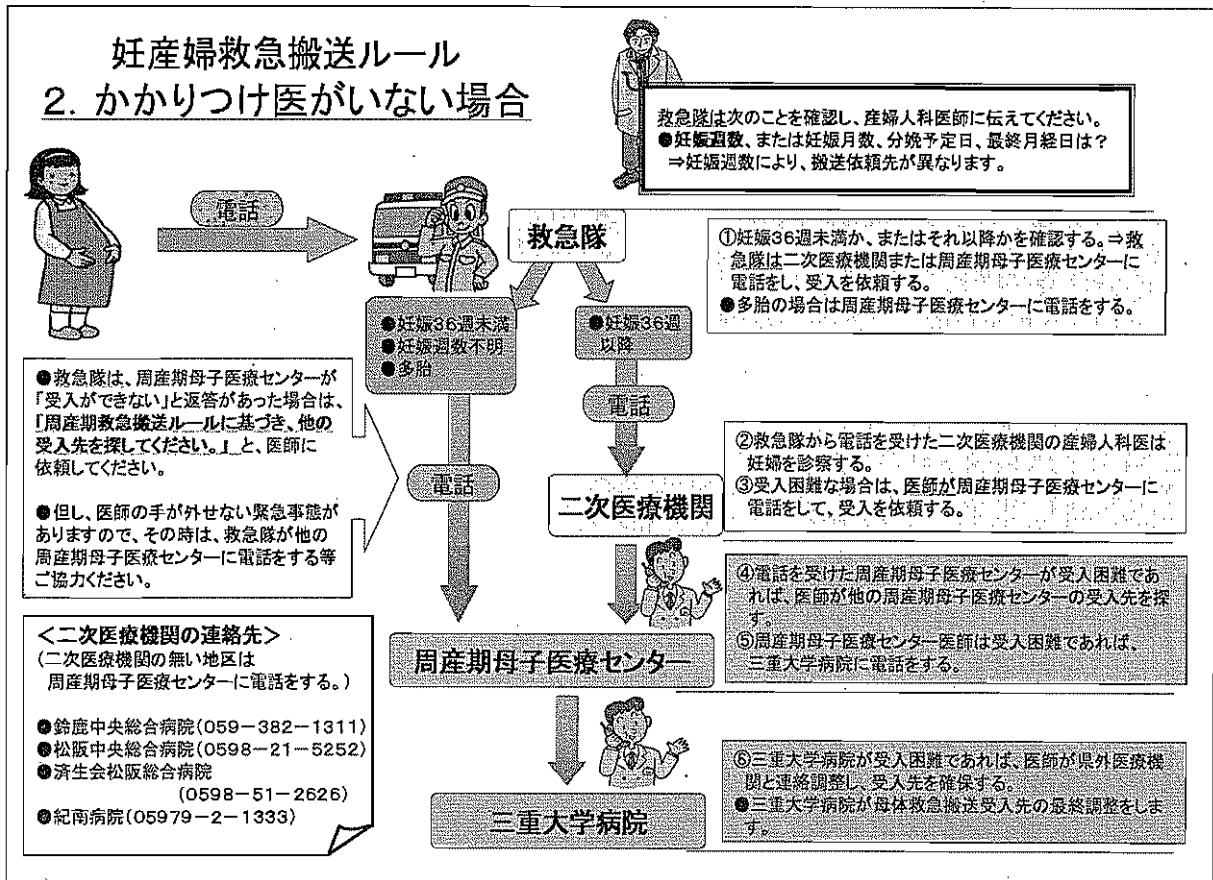 妊産婦救急搬送ルール
2. かかりつけ医がいない場合
救急隊は次のことを確認し、産婦人科医師に伝えてください。
●妊娠週数、または妊娠月数、分娩予定日、最終月経日は？
⇒妊娠週数により、搬送依頼先が異なります。
電話
救急隊
①妊娠36週未満か、またはそれ以降かを確認する。⇒救
急隊は二次医療機関または周産期母子医療センターに
電話をし、受入を依頼する。
●多胎の場合は周産期母子医療センターに電話をする。
●妊娠36週未満
●妊娠週数不明
●多胎
●妊娠36週
以降
●救急隊は、周産期母子医療センターが
「受入ができない」と返答があった場合は、
「周産期救急搬送ルールに基づき、他の
受入先を探してください。」と、医師に
依頼してください。
●但し、医師の手が外せない緊急事態が
ありますので、その時は、救急隊が他の
周産期母子医療センターに電話をする等
ご協力ください。
電話
電話
②救急隊から電話を受けた二次医療機関の産婦人科医は
妊婦を診察する。
③受入困難な場合は、医師が周産期母子医療センターに
電話をして、受入を依頼する。
二次医療機関
④電話を受けた周産期母子医療センターが受入困難であ
れば、医師が他の周産期母子医療センターの受入先を探
す。
⑤周産期母子医療センター医師は受入困難であれば、
三重大学病院に電話をする。
周産期母子医療センター
＜二次医療機関の連絡先＞
(二次医療機関の無い地区は
周産期母子医療センターに電話をする。)
●鈴鹿中央総合病院(059－382－1311)
●松阪中央総合病院(0598－21－5252)
●済生会松阪総合病院
(0598－51－2626)
●紀南病院(05979－2－1333)
⑥三重大学病院が受入困難であれば、医師が県外医療機
関と連絡調整し、受入先を確保する。
●三重大学病院が母体救急搬送受入先の最終調整をしま
す。
三重大学病院